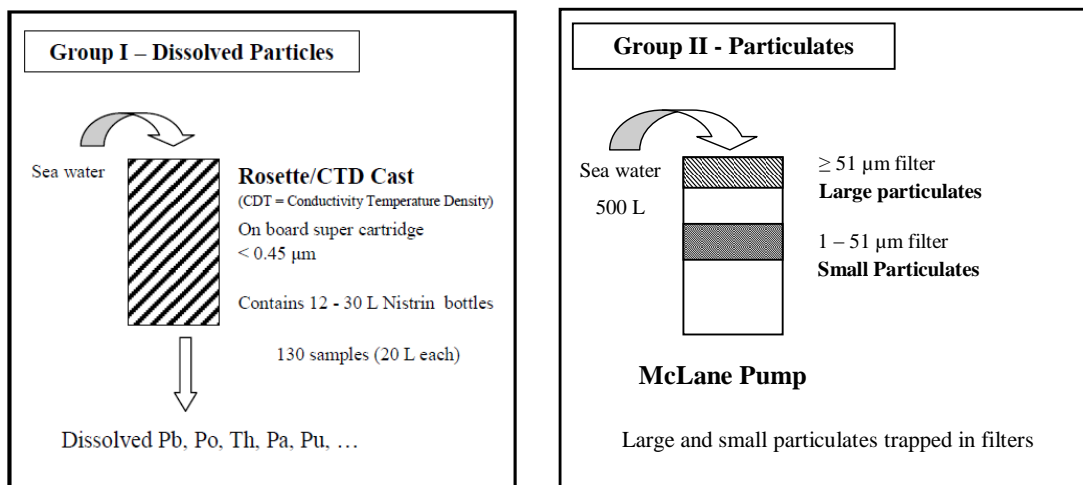 Group I – Dissolved Particles
Sea water
Rosette/CTD Cast
(CDT = Conductivity Temperature Density)
On board super cartridge
< 0.45 µm
Contains 12 - 30 L Nistrin bottles
130 samples (20 L each)
Dissolved Pb, Po, Th, Pa, Pu, …
Group II - Particulates
Sea water
500 L
≥ 51 µm filter
Large particulates
1 – 51 µm filter
Small Particulates
McLane Pump
Large and small particulates trapped in filters